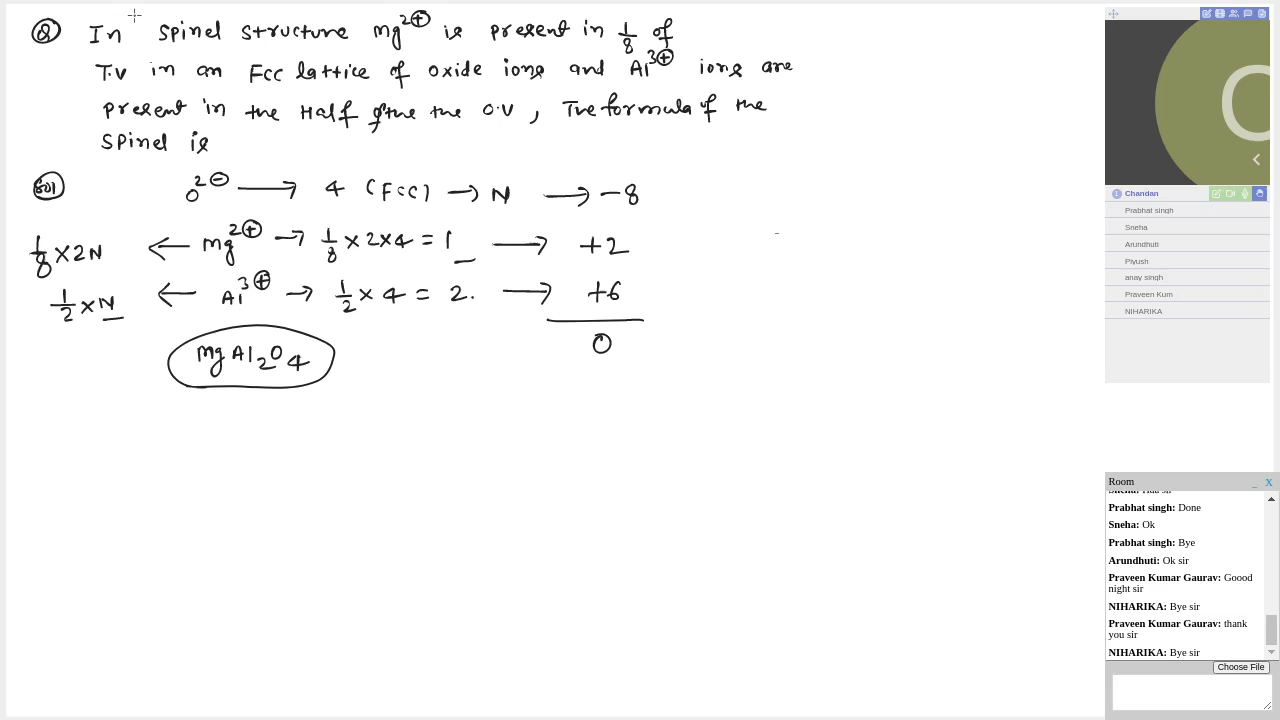 Q In Spinel structure Mg²⊕ is present in 1/8 of
T.V in an Fcc lattice of oxide ions and Al³⊕ ions are
present in the Half of the the O.V , The formula of the
Spinel is
Sol O²⊖ → 4 (Fcc) → N → -8
1/8 × 2N ← Mg²⊕ → 1/8 × 2 × 4 = 1 → +2
1/2 × N ← Al³⊕ → 1/2 × 4 = 2. → +6
0
MgAl₂O₄
O
Chandan
Prabhat singh
Sneha
Arundhuti
Piyush
anay singh
Praveen Kum
NIHARIKA
Room _ X
Prabhat singh: Done
Sneha: Ok
Prabhat singh: Bye
Arundhuti: Ok sir
Praveen Kumar Gaurav: Goood
night sir
NIHARIKA: Bye sir
Praveen Kumar Gaurav: thank
you sir
NIHARIKA: Bye sir
Choose File